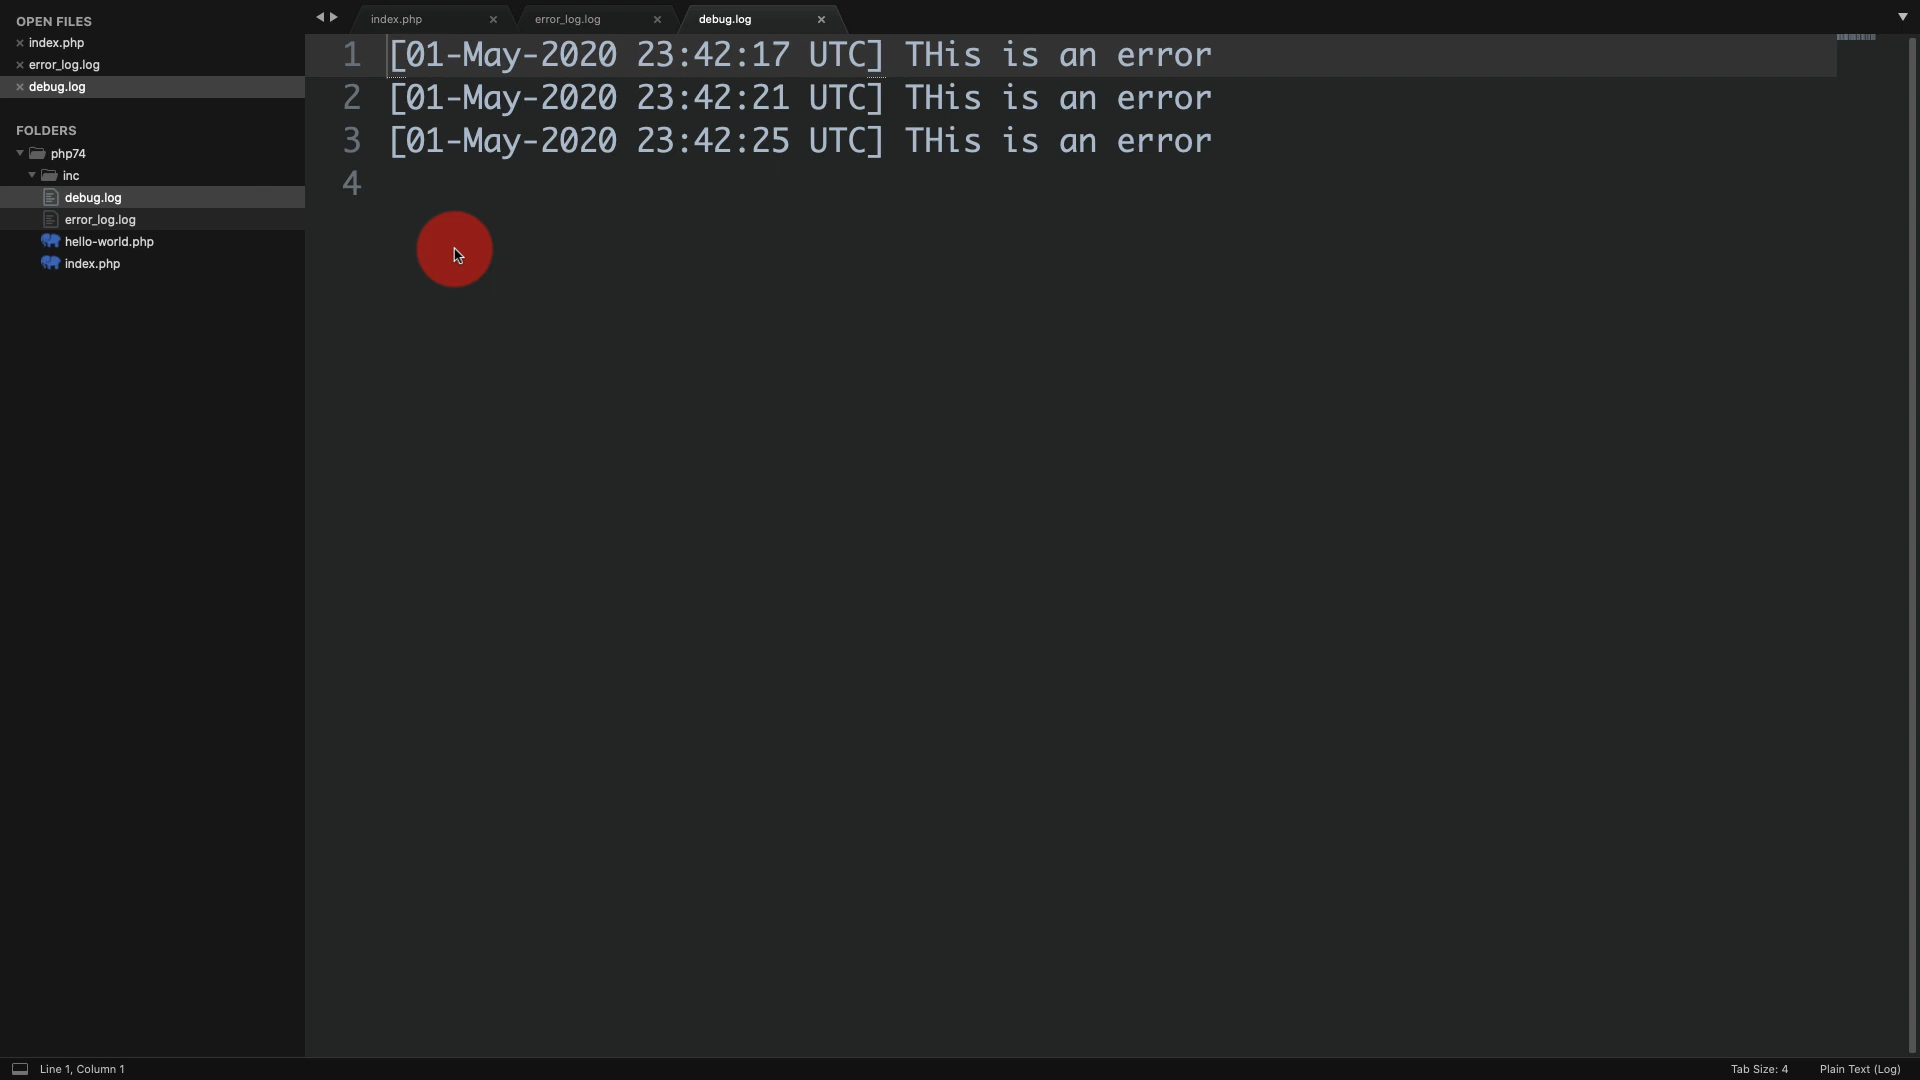 OPEN FILES
index.php
error_log.log
debug.log
FOLDERS
php74
inc
debug.log
error_log.log
hello-world.php
index.php
index.php
error_log.log
debug.log
1 [01-May-2020 23:42:17 UTC] THis is an error
2 [01-May-2020 23:42:21 UTC] THis is an error
3 [01-May-2020 23:42:25 UTC] THis is an error
4
Line 1, Column 1
Tab Size: 4
Plain Text (Log)